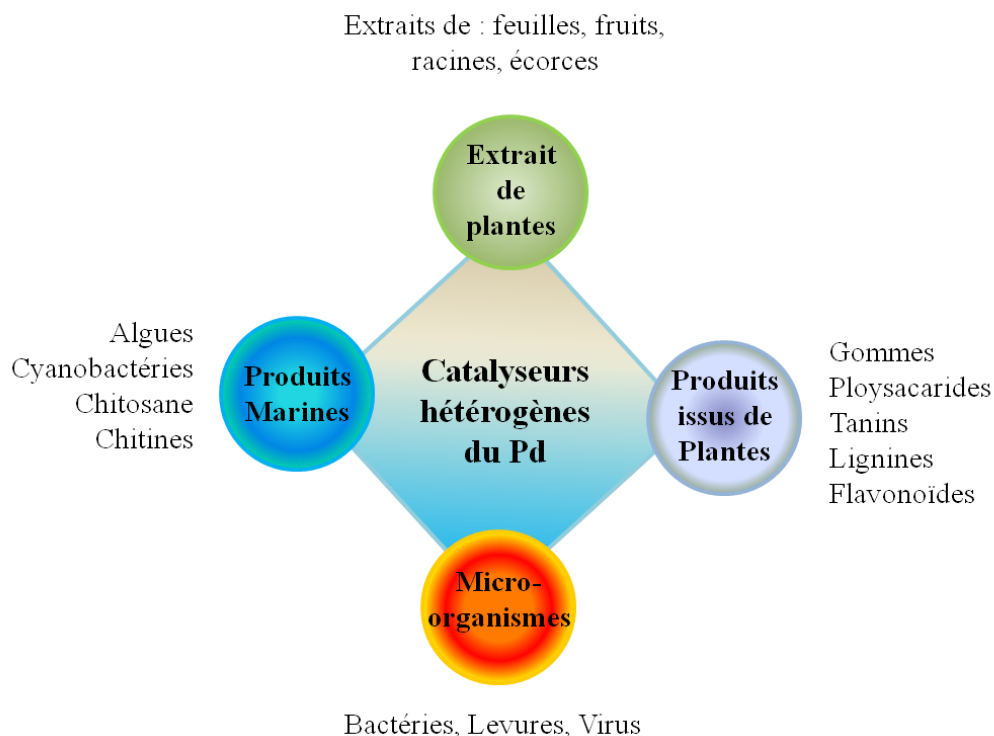 Extraits de : feuilles, fruits,
racines, écorces
Extrait
de
plantes
Algues
Cyanobactéries
Chitosane
Chitines
Produits
Marines
Catalyseurs
hétérogènes
du Pd
Produits
issus de
Plantes
Gommes
Ploysacarides
Tanins
Lignines
Flavonoïdes
Micro-
organismes
Bactéries, Levures, Virus